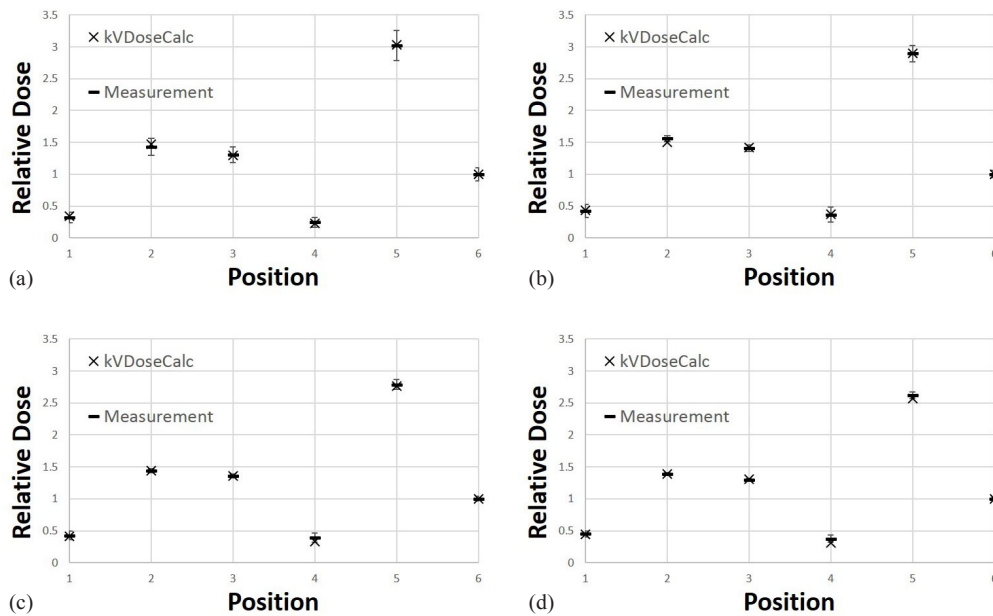 3.5
3
2.5
2
1.5
1
0.5
0
Relative Dose
kVDoseCalc
Measurement
1 2 3 4 5 6
Position
(a)
3.5
3
2.5
2
1.5
1
0.5
0
Relative Dose
kVDoseCalc
Measurement
1 2 3 4 5 6
Position
(b)
3.5
3
2.5
2
1.5
1
0.5
0
Relative Dose
kVDoseCalc
Measurement
1 2 3 4 5 6
Position
(c)
3.5
3
2.5
2
1.5
1
0.5
0
Relative Dose
kVDoseCalc
Measurement
1 2 3 4 5 6
Position
(d)